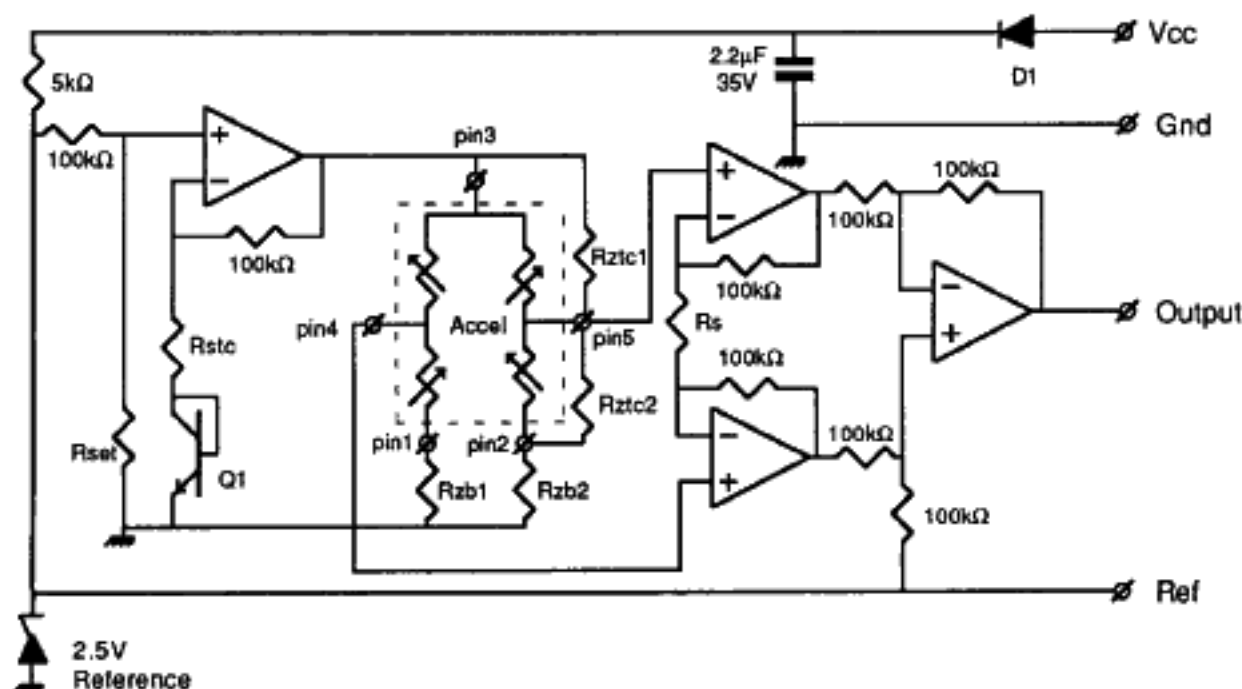 Vcc
2.2µF
35V
D1
5kΩ
Gnd
100kΩ
pin3
100kΩ
100kΩ
100kΩ
Rztc1
100kΩ
pin4
Accel
pin5
Rs
Output
Rstc
100kΩ
Rztc2
Rset
Q1
pin1
pin2
100kΩ
Rzb1
Rzb2
100kΩ
Ref
2.5V
Reference